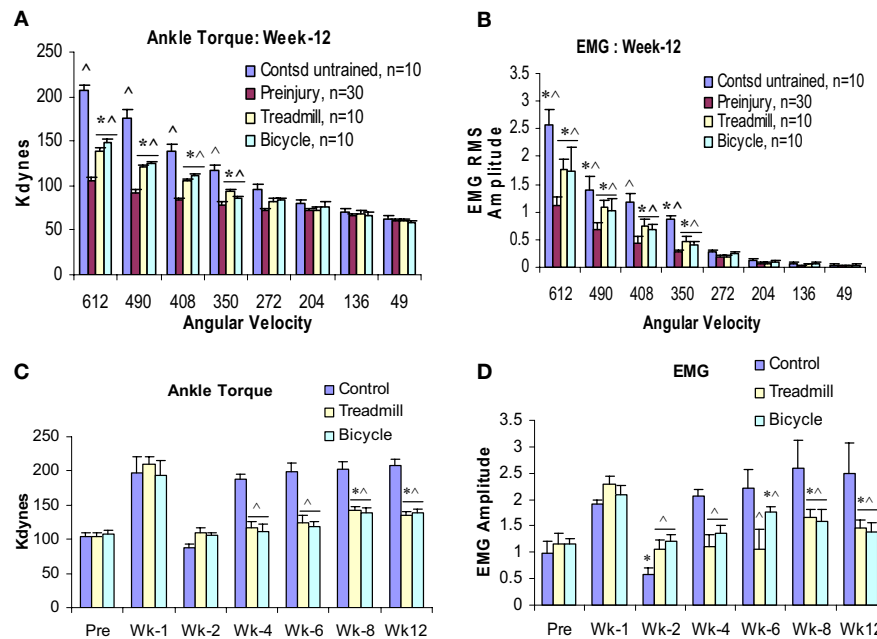 A
Ankle Torque: Week-12
250
200
150
100
50
0
Kdynes
Contsd untrained, n=10
Preinjury, n=30
Treadmill, n=10
Bicycle, n=10
^
*^
^
*^
^
*^
^
*^
612 490 408 350 272 204 136 49
Angular Velocity
B
EMG : Week-12
3.5
3
2.5
2
1.5
1
0.5
0
EMG RMS
Amplitude
Contsd untrained, n=10
Preinjury, n=30
Treadmill, n=10
Bicycle, n=10
*^
*^
*^
*^
^
*^
*^
*^
612 490 408 350 272 204 136 49
Angular Velocity
C
Ankle Torque
Control
Treadmill
Bicycle
250
200
150
100
50
0
Kdynes
^
^
*^
*^
Pre Wk-1 Wk-2 Wk-4 Wk-6 Wk-8 Wk12
D
EMG
Control
Treadmill
Bicycle
3.5
3
2.5
2
1.5
1
0.5
0
EMG Amplitude
*
^
^
^
*^
*^
*^
Pre Wk-1 Wk-2 Wk-4 Wk-6 Wk-8 Wk12